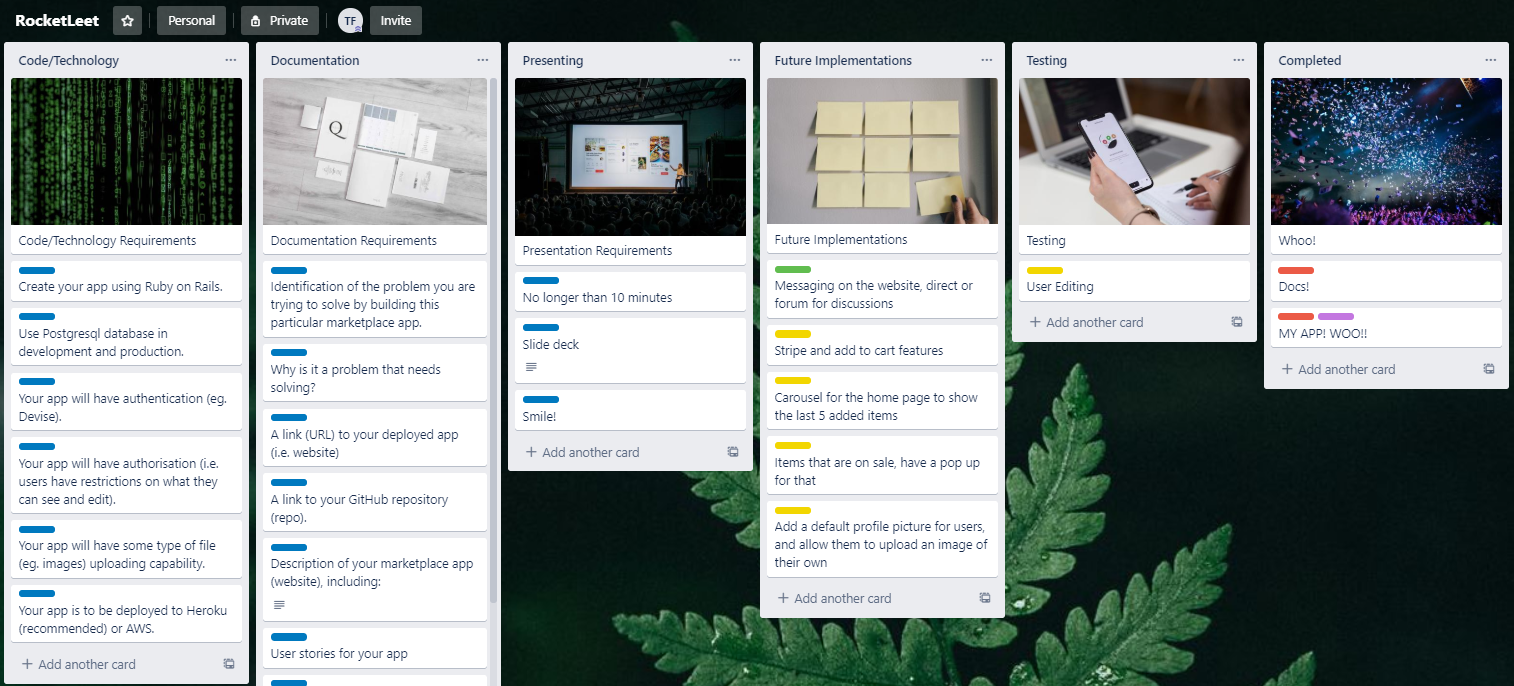 RocketLeet
Personal
Private
TF
Invite
Code/Technology
Code/Technology Requirements
Create your app using Ruby on Rails.
Use Postgresql database in
development and production.
Your app will have authentication (eg.
Devise).
Your app will have authorisation (i.e.
users have restrictions on what they
can see and edit).
Your app will have some type of file
(eg. images) uploading capability.
Your app is to be deployed to Heroku
(recommended) or AWS.
+ Add another card
Documentation
Q
Documentation Requirements
Identification of the problem you are
trying to solve by building this
particular marketplace app.
Why is it a problem that needs
solving?
A link (URL) to your deployed app
(i.e. website)
A link to your GitHub repository
(repo).
Description of your marketplace app
(website), including:
User stories for your app
Presenting
Presentation Requirements
No longer than 10 minutes
Slide deck
Smile!
+ Add another card
Future Implementations
Future Implementations
Messaging on the website, direct or
forum for discussions
Stripe and add to cart features
Carousel for the home page to show
the last 5 added items
Items that are on sale, have a pop up
for that
Add a default profile picture for users,
and allow them to upload an image of
their own
+ Add another card
Testing
Testing
User Editing
+ Add another card
Completed
Whoo!
Docs!
MY APP! WOO!!
+ Add another card